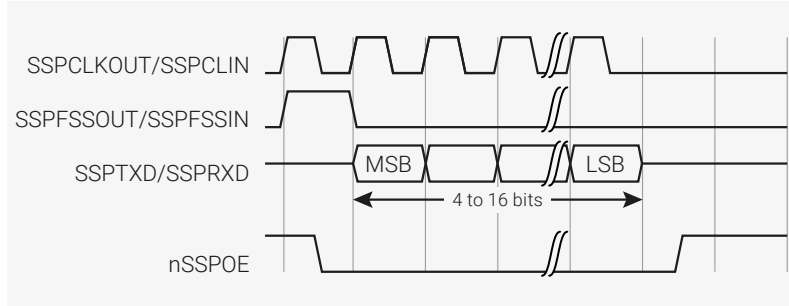 SSPCLKOUT/SSPCLIN
SSPFSSOUT/SSPFSSIN
SSPTXD/SSPRXD
MSB
LSB
4 to 16 bits
nSSPOE